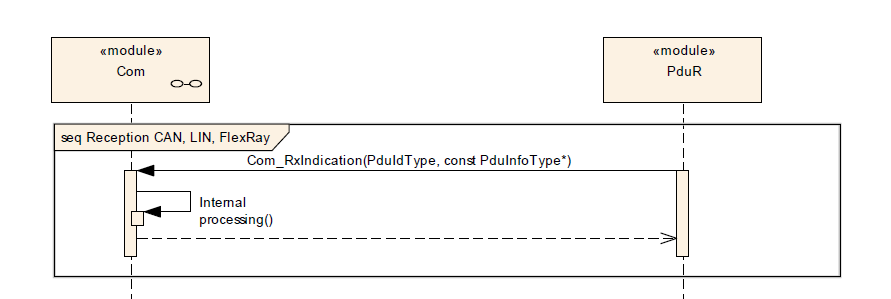 «module»
Com
«module»
PduR
seq Reception CAN, LIN, FlexRay
Com_RxIndication(PduIdType, const PduInfoType*)
Internal
processing()